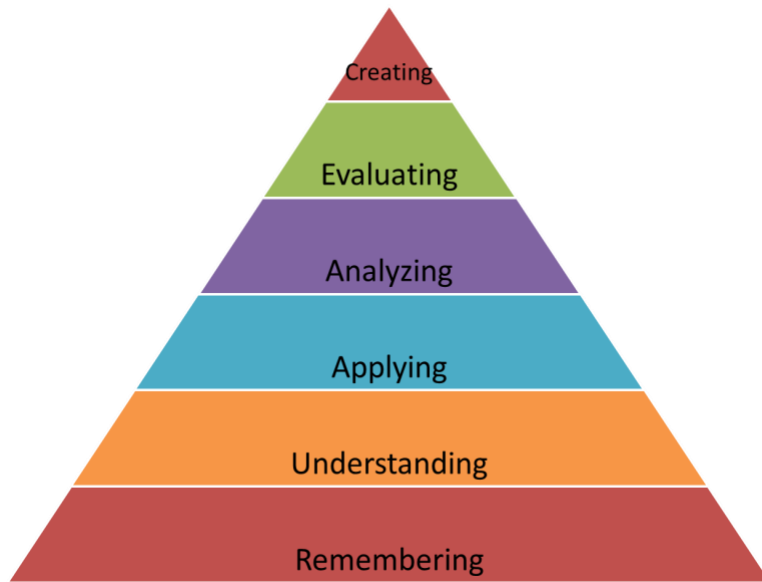 Creating
Evaluating
Analyzing
Applying
Understanding
Remembering